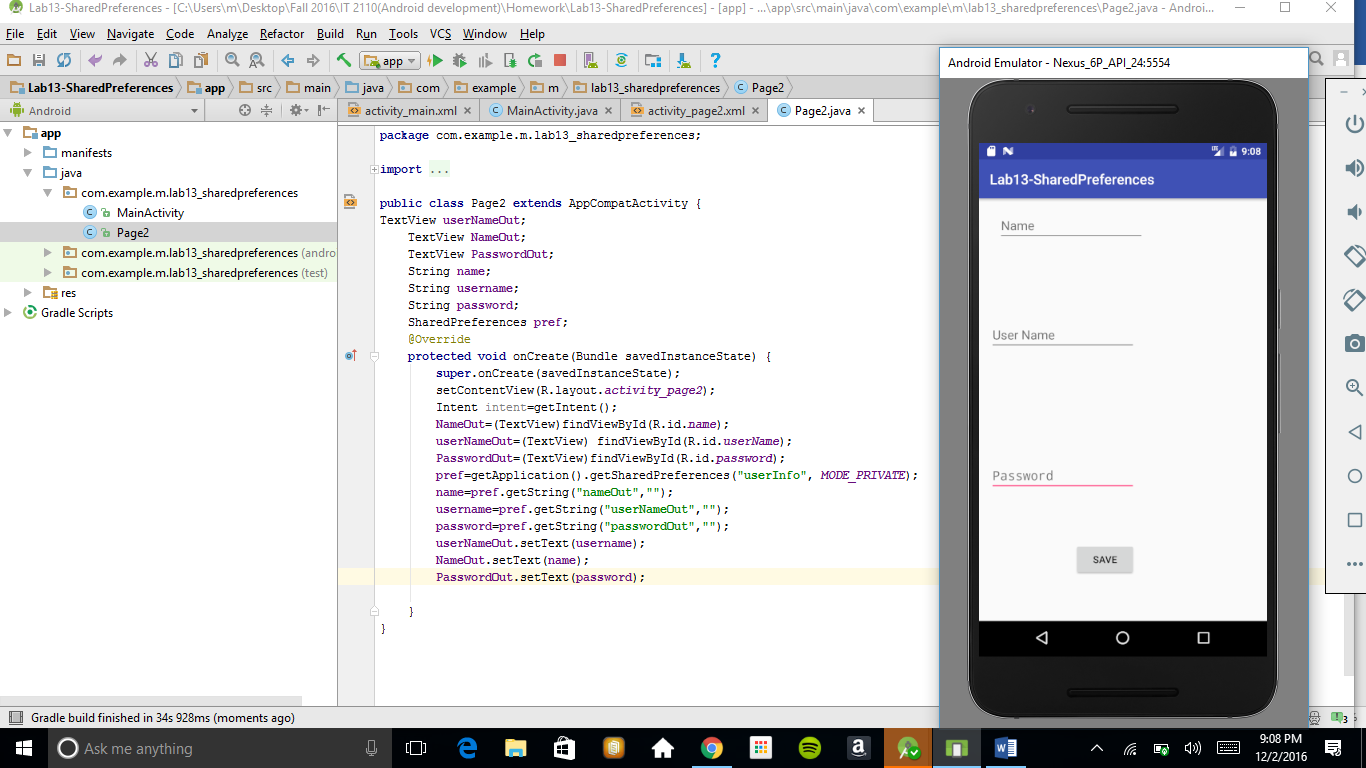 Lab13-SharedPreferences - [C:\Users\m\Desktop\Fall 2016\IT 2110(Android development)\Homework\Lab13-SharedPreferences] - [app] - ...\app\src\main\java\com\example\m\lab13_sharedpreferences\Page2.java - Androi...
File Edit View Navigate Code Analyze Refactor Build Run Tools VCS Window Help
app
Lab13-SharedPreferences app src main java com example m lab13_sharedpreferences Page2
Android
activity_main.xml MainActivity.java activity_page2.xml Page2.java
app
manifests
java
com.example.m.lab13_sharedpreferences
MainActivity
Page2
com.example.m.lab13_sharedpreferences (andro
com.example.m.lab13_sharedpreferences (test)
res
Gradle Scripts
package com.example.m.lab13_sharedpreferences;
import ...
public class Page2 extends AppCompatActivity {
TextView userNameOut;
TextView NameOut;
TextView PasswordOut;
String name;
String username;
String password;
SharedPreferences pref;
@Override
protected void onCreate(Bundle savedInstanceState) {
super.onCreate(savedInstanceState);
setContentView(R.layout.activity_page2);
Intent intent=getIntent();
NameOut=(TextView)findViewById(R.id.name);
userNameOut=(TextView) findViewById(R.id.userName);
PasswordOut=(TextView)findViewById(R.id.password);
pref=getApplication().getSharedPreferences("userInfo", MODE_PRIVATE);
name=pref.getString("nameOut","");
username=pref.getString("userNameOut","");
password=pref.getString("passwordOut","");
userNameOut.setText(username);
NameOut.setText(name);
PasswordOut.setText(password);
}
}
Android Emulator - Nexus_6P_API_24:5554
LTE 9:08
Lab13-SharedPreferences
Name
User Name
Password
SAVE
Gradle build finished in 34s 928ms (moments ago)
3
Ask me anything
9:08 PM
12/2/2016